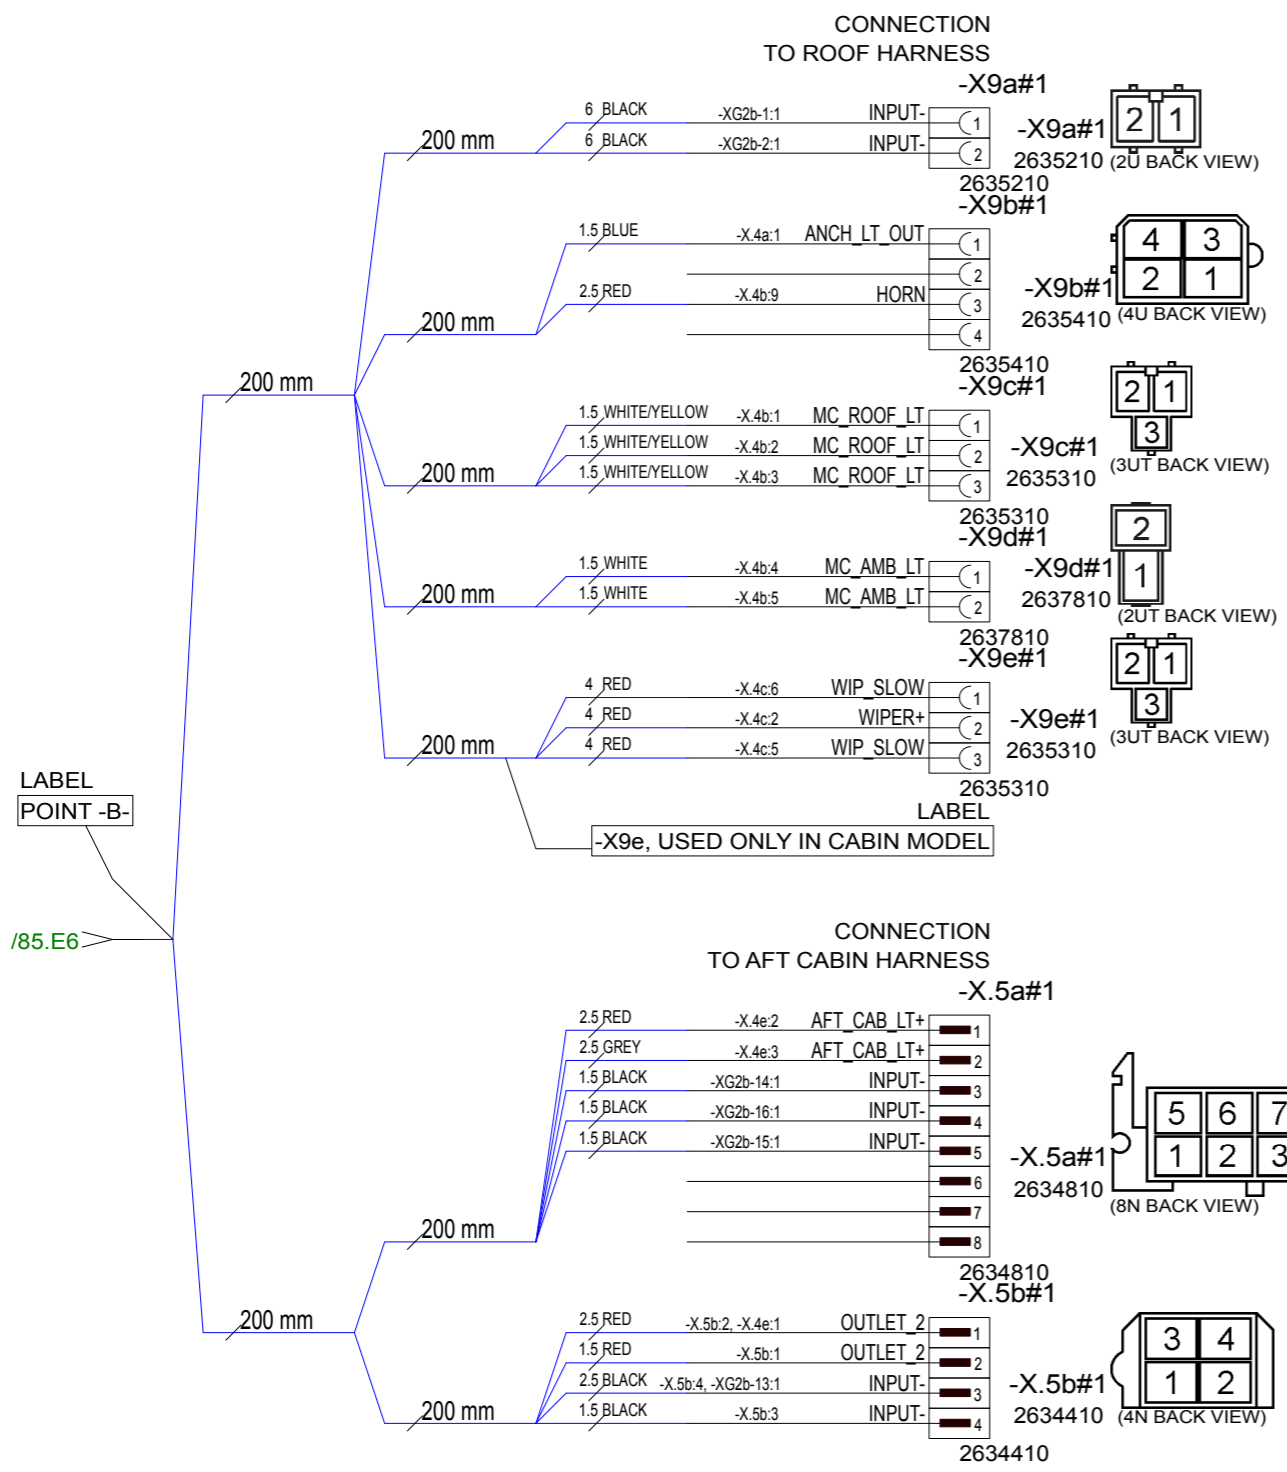 CONNECTION
TO ROOF HARNESS
-X9a#1
6 BLACK -XG2b-1:1 INPUT- 1
6 BLACK -XG2b-2:1 INPUT- 2
200 mm
2635210
-X9a#1
2635210 (2U BACK VIEW)
2 1
-X9b#1
1.5 BLUE -X.4a:1 ANCH_LT_OUT 1
2
2.5 RED -X.4b:9 HORN 3
4
200 mm
2635410
-X9b#1
2635410 (4U BACK VIEW)
4 3
2 1
200 mm
-X9c#1
1.5 WHITE/YELLOW -X.4b:1 MC_ROOF_LT 1
1.5 WHITE/YELLOW -X.4b:2 MC_ROOF_LT 2
1.5 WHITE/YELLOW -X.4b:3 MC_ROOF_LT 3
200 mm
2635310
-X9c#1
2635310 (3UT BACK VIEW)
2 1
3
-X9d#1
1.5 WHITE -X.4b:4 MC_AMB_LT 1
1.5 WHITE -X.4b:5 MC_AMB_LT 2
200 mm
2637810
-X9d#1
2637810 (2UT BACK VIEW)
2
1
-X9e#1
4 RED -X.4c:6 WIP_SLOW 1
4 RED -X.4c:2 WIPER+ 2
4 RED -X.4c:5 WIP_SLOW 3
200 mm
2635310
-X9e#1
2635310 (3UT BACK VIEW)
2 1
3
LABEL
-X9e, USED ONLY IN CABIN MODEL
LABEL
POINT -B-
/85.E6
CONNECTION
TO AFT CABIN HARNESS
-X.5a#1
2.5 RED -X.4e:2 AFT_CAB_LT+ 1
2.5 GREY -X.4e:3 AFT_CAB_LT+ 2
1.5 BLACK -XG2b-14:1 INPUT- 3
1.5 BLACK -XG2b-16:1 INPUT- 4
1.5 BLACK -XG2b-15:1 INPUT- 5
6
7
8
200 mm
2634810
-X.5a#1
2634810
(8N BACK VIEW)
5 6 7
1 2 3
200 mm
-X.5b#1
2.5 RED -X.5b:2, -X.4e:1 OUTLET_2 1
1.5 RED -X.5b:1 OUTLET_2 2
2.5 BLACK -X.5b:4, -XG2b-13:1 INPUT- 3
1.5 BLACK -X.5b:3 INPUT- 4
200 mm
2634410
-X.5b#1
2634410 (4N BACK VIEW)
3 4
1 2